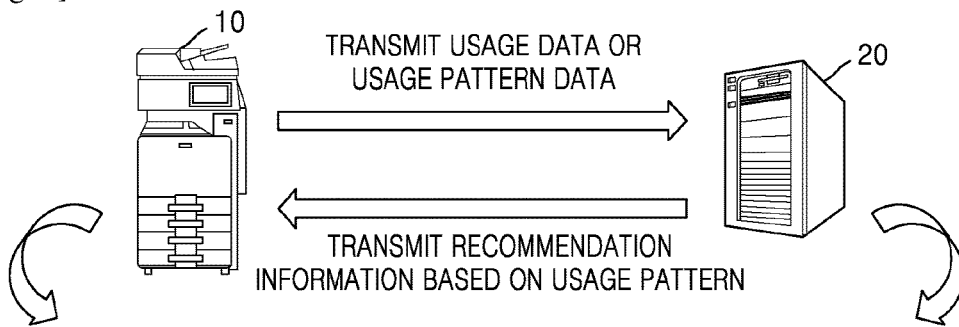 10
TRANSMIT USAGE DATA OR
USAGE PATTERN DATA
20
TRANSMIT RECOMMENDATION
INFORMATION BASED ON USAGE PATTERN